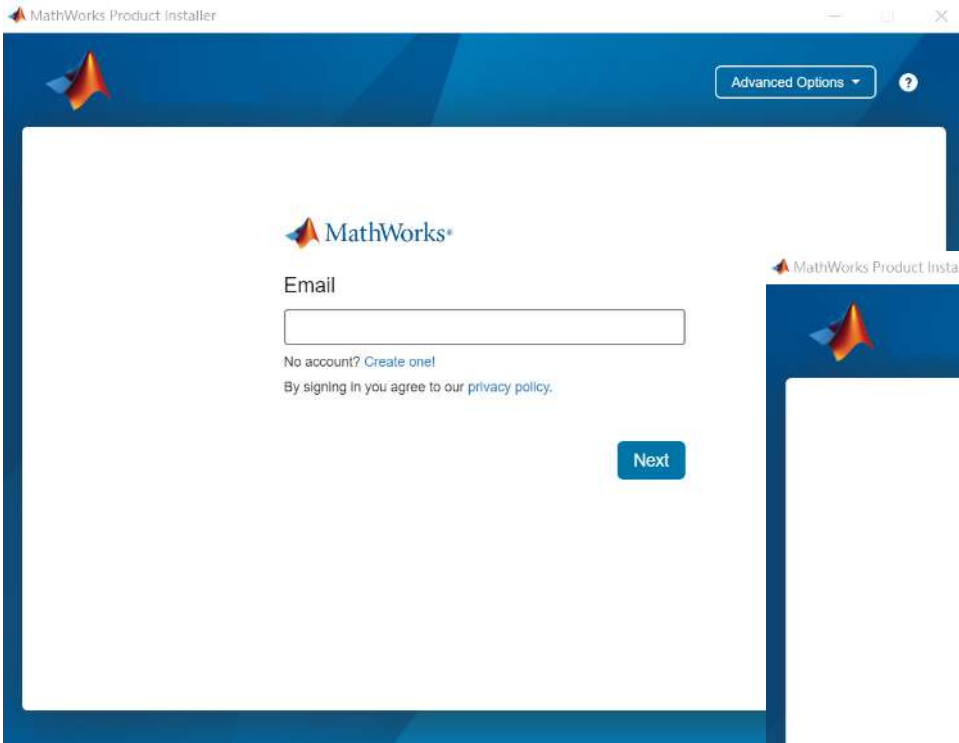 MathWorks Product Installer
Advanced Options
?
MathWorks®
Email
No account? Create one!
By signing in you agree to our privacy policy.
Next
MathWorks Product Insta